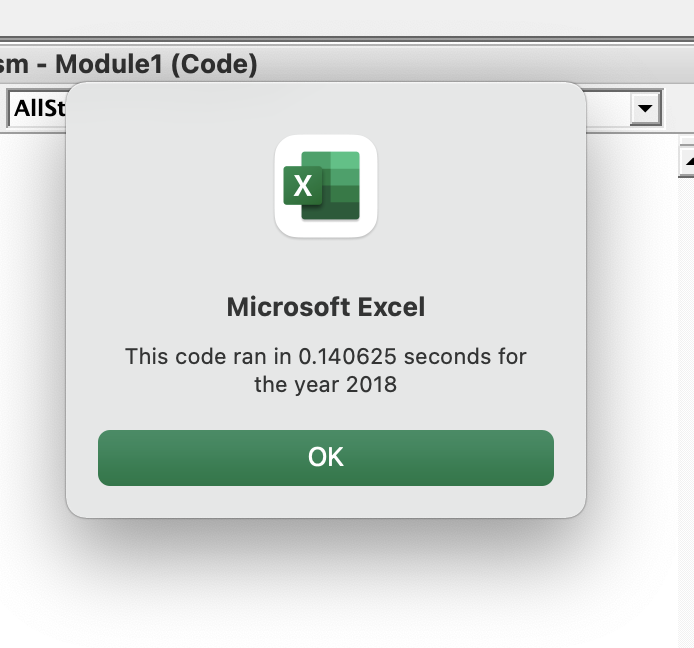 sm - Module1 (Code)
AllSt
X
Microsoft Excel
This code ran in 0.140625 seconds for
the year 2018
OK